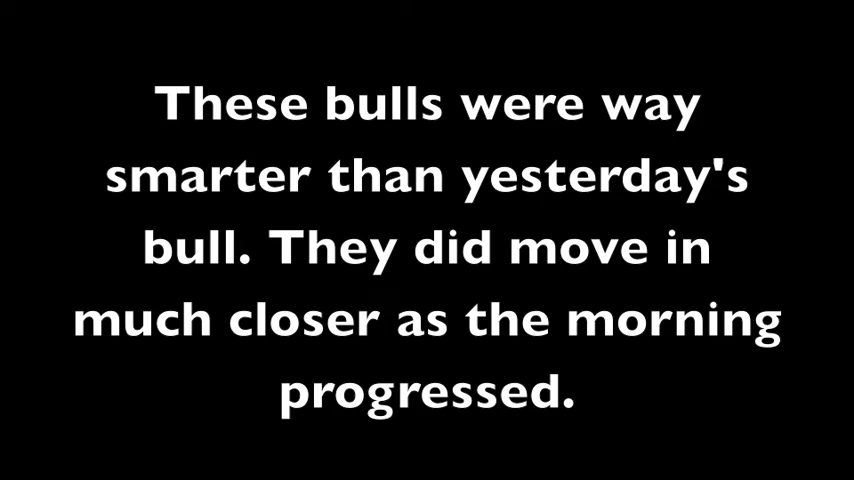 These bulls were way
smarter than yesterday's
bull. They did move in
much closer as the morning
progressed.